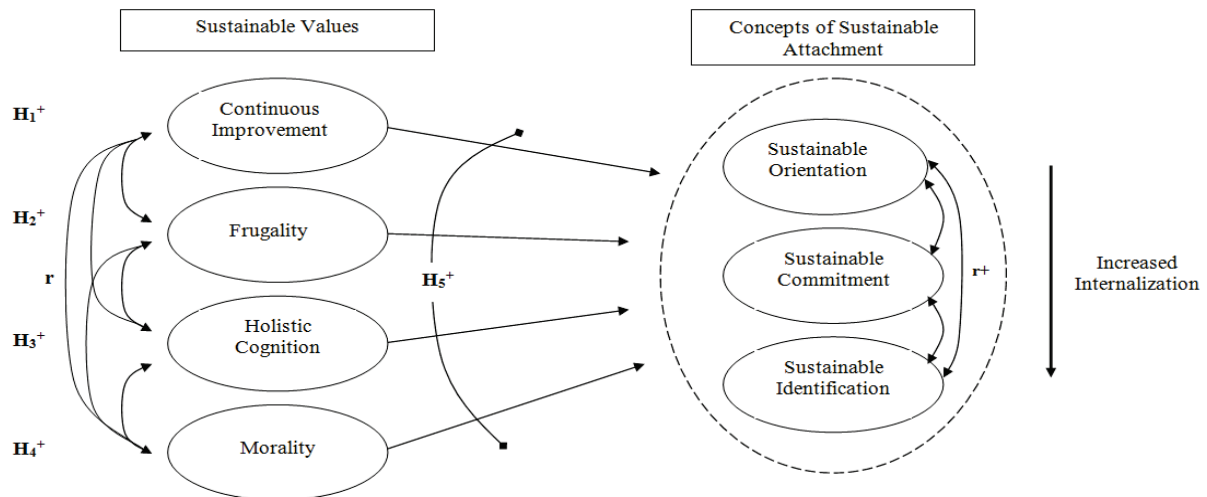 Sustainable Values
Concepts of Sustainable
Attachment
H₁⁺
Continuous
Improvement
Sustainable
Orientation
H₂⁺
Frugality
Sustainable
Commitment
r
H₅⁺
r+
Increased
Internalization
H₃⁺
Holistic
Cognition
Sustainable
Identification
H₄⁺
Morality